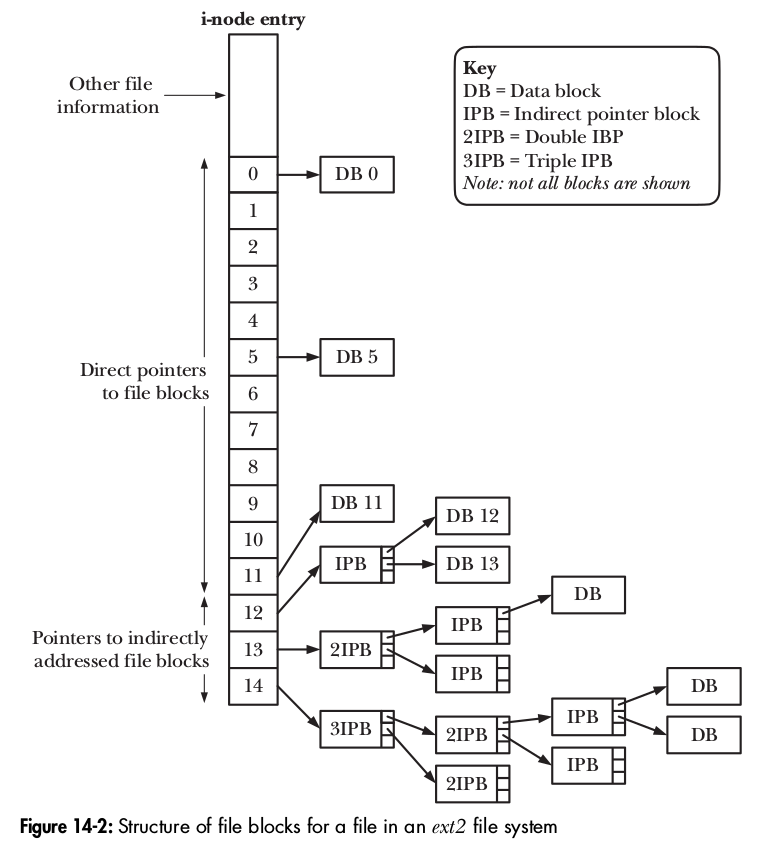 i-node entry
Other file
information
Key
DB = Data block
IPB = Indirect pointer block
2IPB = Double IBP
3IPB = Triple IPB
Note: not all blocks are shown
0
DB 0
1
2
3
4
5
DB 5
Direct pointers
to file blocks
6
7
8
9
DB 11
10
DB 12
11
IPB
DB 13
12
DB
Pointers to indirectly
addressed file blocks
13
2IPB
IPB
IPB
14
DB
3IPB
2IPB
IPB
DB
IPB
2IPB
Figure 14-2: Structure of file blocks for a file in an ext2 file system